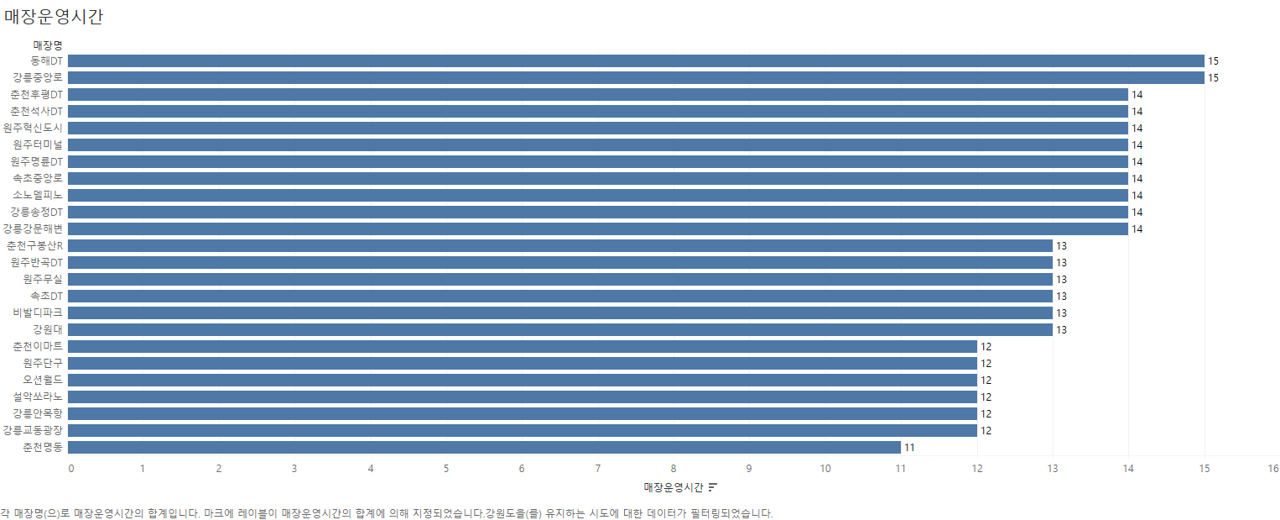 매장운영시간
매장명
동해DT 15
강릉중앙로 15
춘천후평DT 14
춘천석사DT 14
원주혁신도시 14
원주터미널 14
원주명륜DT 14
속초중앙로 14
소노델피노 14
강릉송정DT 14
강릉강문해변 14
춘천구봉산R 13
원주반곡DT 13
원주무실 13
속초DT 13
비발디파크 13
강원대 13
춘천이마트 12
원주단구 12
오션월드 12
설악쏘라노 12
강릉안목항 12
강릉교동광장 12
춘천명동 11
0 1 2 3 4 5 6 7 8 9 10 11 12 13 14 15 16
매장운영시간
각 매장명(으)로 매장운영시간의 합계입니다. 마크에 레이블이 매장운영시간의 합계에 의해 지정되었습니다.강원도을(를) 유지하는 시도에 대한 데이터가 필터링되었습니다.